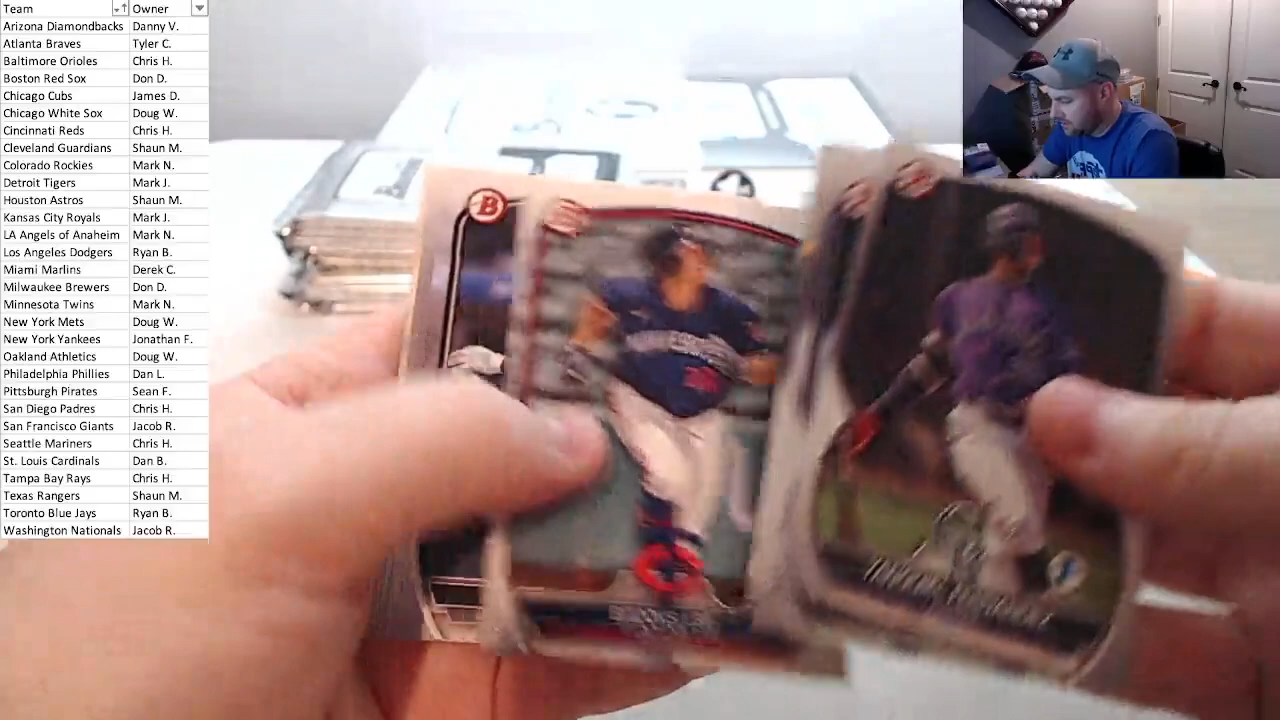 Team Owner
Arizona Diamondbacks Danny V.
Atlanta Braves Tyler C.
Baltimore Orioles Chris H.
Boston Red Sox Don D.
Chicago Cubs James D.
Chicago White Sox Doug W.
Cincinnati Reds Chris H.
Cleveland Guardians Shaun M.
Colorado Rockies Mark N.
Detroit Tigers Mark J.
Houston Astros Shaun M.
Kansas City Royals Mark J.
LA Angels of Anaheim Mark N.
Los Angeles Dodgers Ryan B.
Miami Marlins Derek C.
Milwaukee Brewers Don D.
Minnesota Twins Mark N.
New York Mets Doug W.
New York Yankees Jonathan F.
Oakland Athletics Doug W.
Philadelphia Phillies Dan L.
Pittsburgh Pirates Sean F.
San Diego Padres Chris H.
San Francisco Giants Jacob R.
Seattle Mariners Chris H.
St. Louis Cardinals Dan B.
Tampa Bay Rays Chris H.
Texas Rangers Shaun M.
Toronto Blue Jays Ryan B.
Washington Nationals Jacob R.
B